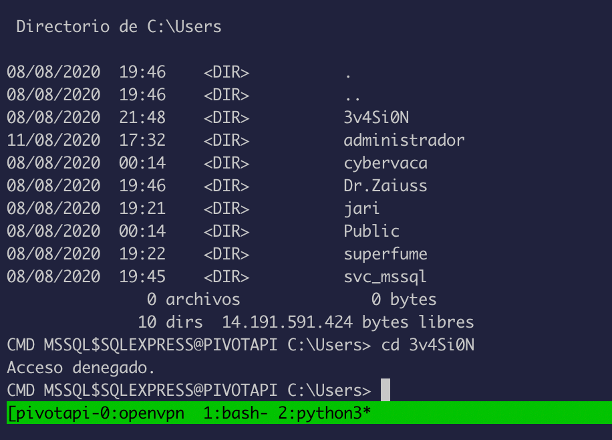 Directorio de C:\Users
08/08/2020  19:46    <DIR>          .
08/08/2020  19:46    <DIR>          ..
08/08/2020  21:48    <DIR>          3v4Si0N
11/08/2020  17:32    <DIR>          administrador
08/08/2020  00:14    <DIR>          cybervaca
08/08/2020  19:46    <DIR>          Dr.Zaiuss
08/08/2020  19:21    <DIR>          jari
08/08/2020  00:14    <DIR>          Public
08/08/2020  19:22    <DIR>          superfume
08/08/2020  19:45    <DIR>          svc_mssql
0 archivos              0 bytes
10 dirs  14.191.591.424 bytes libres
CMD MSSQL$SQLEXPRESS@PIVOTAPI C:\Users> cd 3v4Si0N
Acceso denegado.
CMD MSSQL$SQLEXPRESS@PIVOTAPI C:\Users>
[pivotapi-0:openvpn  1:bash- 2:python3*